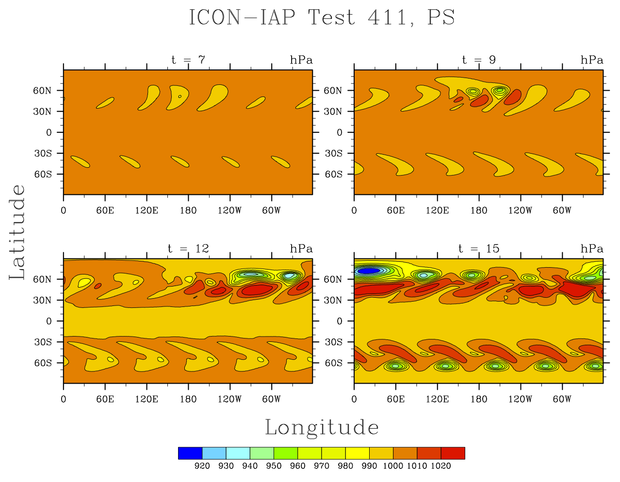 ICON−IAP Test 411, PS
t = 7 hPa
60N
30N
0
30S
60S
0 60E 120E 180 120W 60W
t = 9 hPa
60N
30N
0
30S
60S
0 60E 120E 180 120W 60W
Latitude
t = 12 hPa
60N
30N
0
30S
60S
0 60E 120E 180 120W 60W
t = 15 hPa
60N
30N
0
30S
60S
0 60E 120E 180 120W 60W
Longitude
920 930 940 950 960 970 980 990 1000 1010 1020